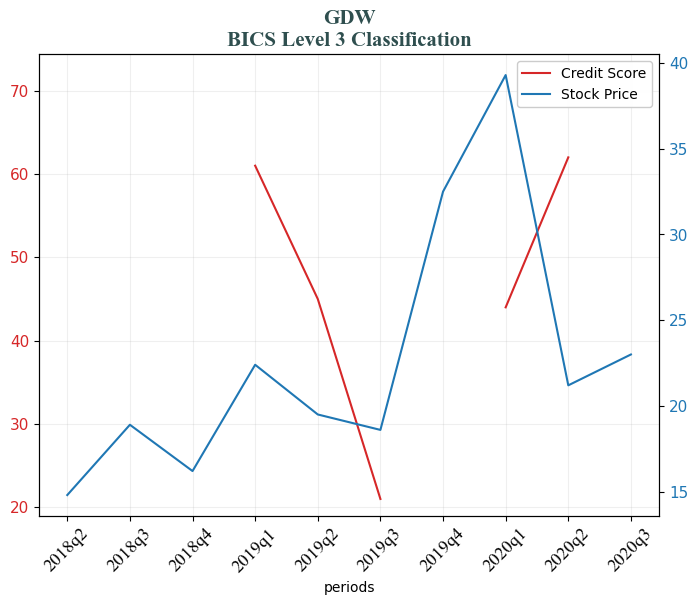 GDW
BICS Level 3 Classification
Credit Score
Stock Price
70
60
50
40
30
20
40
35
30
25
20
15
2018q2
2018q3
2018q4
2019q1
2019q2
2019q3
2019q4
2020q1
2020q2
2020q3
periods